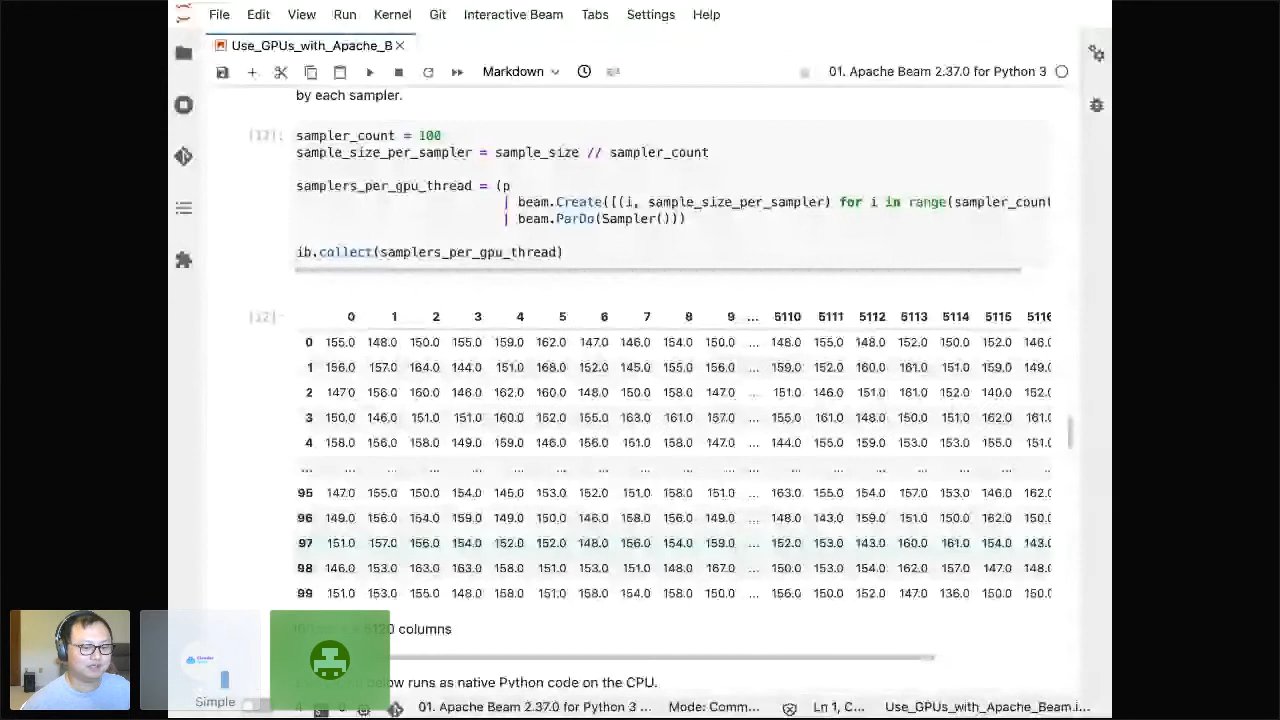 File Edit View Run Kernel Git Interactive Beam Tabs Settings Help
Use_GPUs_with_Apache_B
Markdown 01. Apache Beam 2.37.0 for Python 3
by each sampler.
[12]: sampler_count = 100
sample_size_per_sampler = sample_size // sampler_count
samplers_per_gpu_thread = (p
| beam.Create([(i, sample_size_per_sampler) for i in range(sampler_count
| beam.ParDo(Sampler()))
ib.collect(samplers_per_gpu_thread)
0 1 2 3 4 5 6 7 8 9 ... 5110 5111 5112 5113 5114 5115 5116
0 155.0 148.0 150.0 155.0 159.0 162.0 147.0 146.0 154.0 150.0 ... 148.0 155.0 148.0 152.0 150.0 152.0 146.0
1 156.0 157.0 164.0 144.0 151.0 168.0 152.0 145.0 155.0 156.0 ... 159.0 152.0 160.0 161.0 151.0 159.0 149.0
2 147.0 156.0 160.0 146.0 162.0 160.0 148.0 150.0 158.0 147.0 ... 151.0 146.0 151.0 161.0 152.0 140.0 152.0
3 150.0 146.0 151.0 151.0 160.0 152.0 155.0 163.0 161.0 157.0 ... 155.0 161.0 148.0 150.0 151.0 162.0 161.0
4 158.0 156.0 158.0 149.0 159.0 146.0 156.0 151.0 158.0 147.0 ... 144.0 155.0 159.0 153.0 153.0 155.0 151.0
... ... ... ... ... ... ... ... ... ... ... ... ... ... ... ... ... ... ...
95 147.0 155.0 150.0 154.0 145.0 153.0 152.0 151.0 158.0 151.0 ... 163.0 155.0 154.0 157.0 153.0 146.0 162.0
96 149.0 156.0 154.0 159.0 149.0 150.0 146.0 158.0 156.0 149.0 ... 148.0 143.0 159.0 151.0 150.0 162.0 150.0
97 151.0 157.0 156.0 154.0 152.0 152.0 148.0 156.0 154.0 159.0 ... 152.0 153.0 143.0 160.0 161.0 154.0 143.0
98 146.0 153.0 163.0 163.0 158.0 151.0 153.0 151.0 148.0 167.0 ... 150.0 153.0 154.0 162.0 157.0 147.0 148.0
99 151.0 153.0 155.0 148.0 158.0 151.0 158.0 154.0 158.0 150.0 ... 156.0 150.0 152.0 147.0 136.0 150.0 150.0
5120 columns
below runs as native Python code on the CPU.
Simple 01. Apache Beam 2.37.0 for Python 3 ... Mode: Comm... Ln 1, C... Use_GPUs_with_Apache_Beam.i...